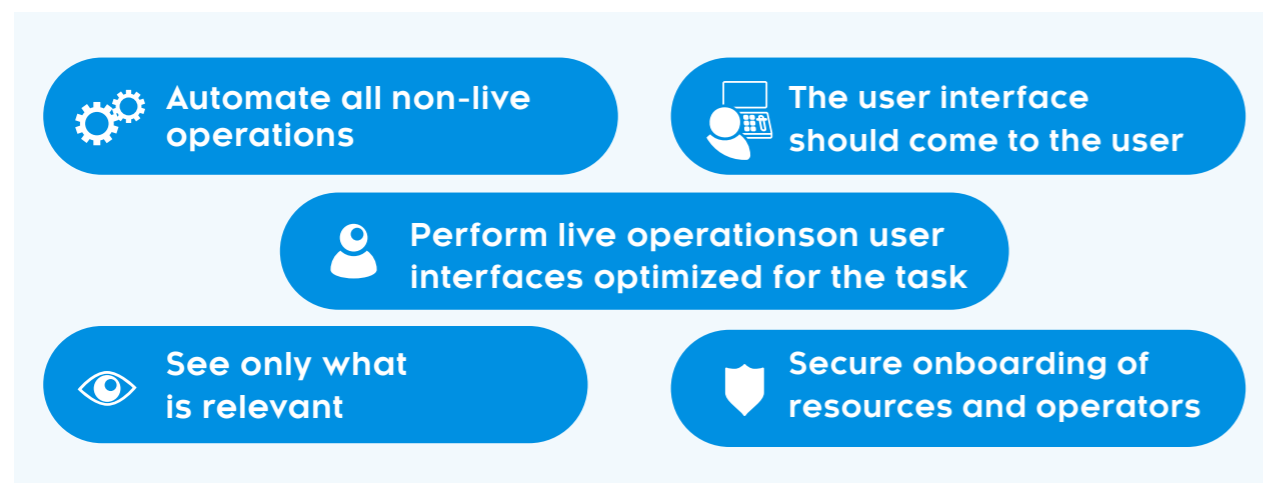 Automate all non-live
operations
The user interface
should come to the user
Perform live operationson user
interfaces optimized for the task
See only what
is relevant
Secure onboarding of
resources and operators